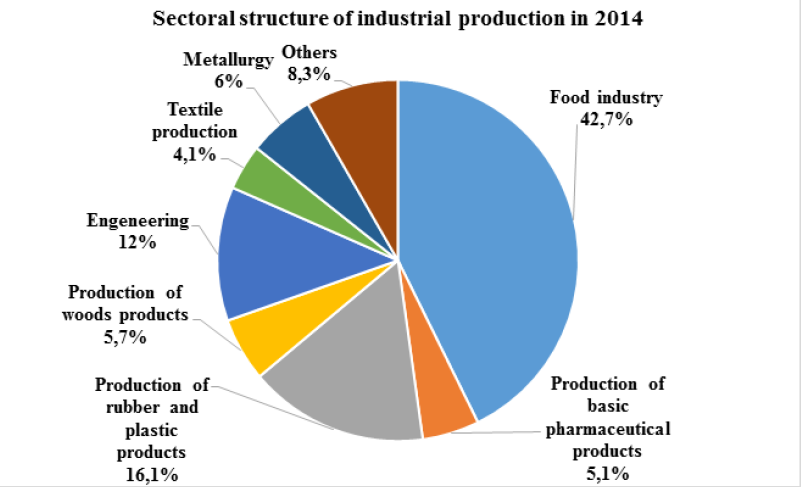 Sectoral structure of industrial production in 2014
Metallurgy
6%
Others
8,3%
Food industry
42,7%
Textile
production
4,1%
Engeneering
12%
Production of
woods products
5,7%
Production of
rubber and
plastic
products
16,1%
Production of
basic
pharmaceutical
products
5,1%